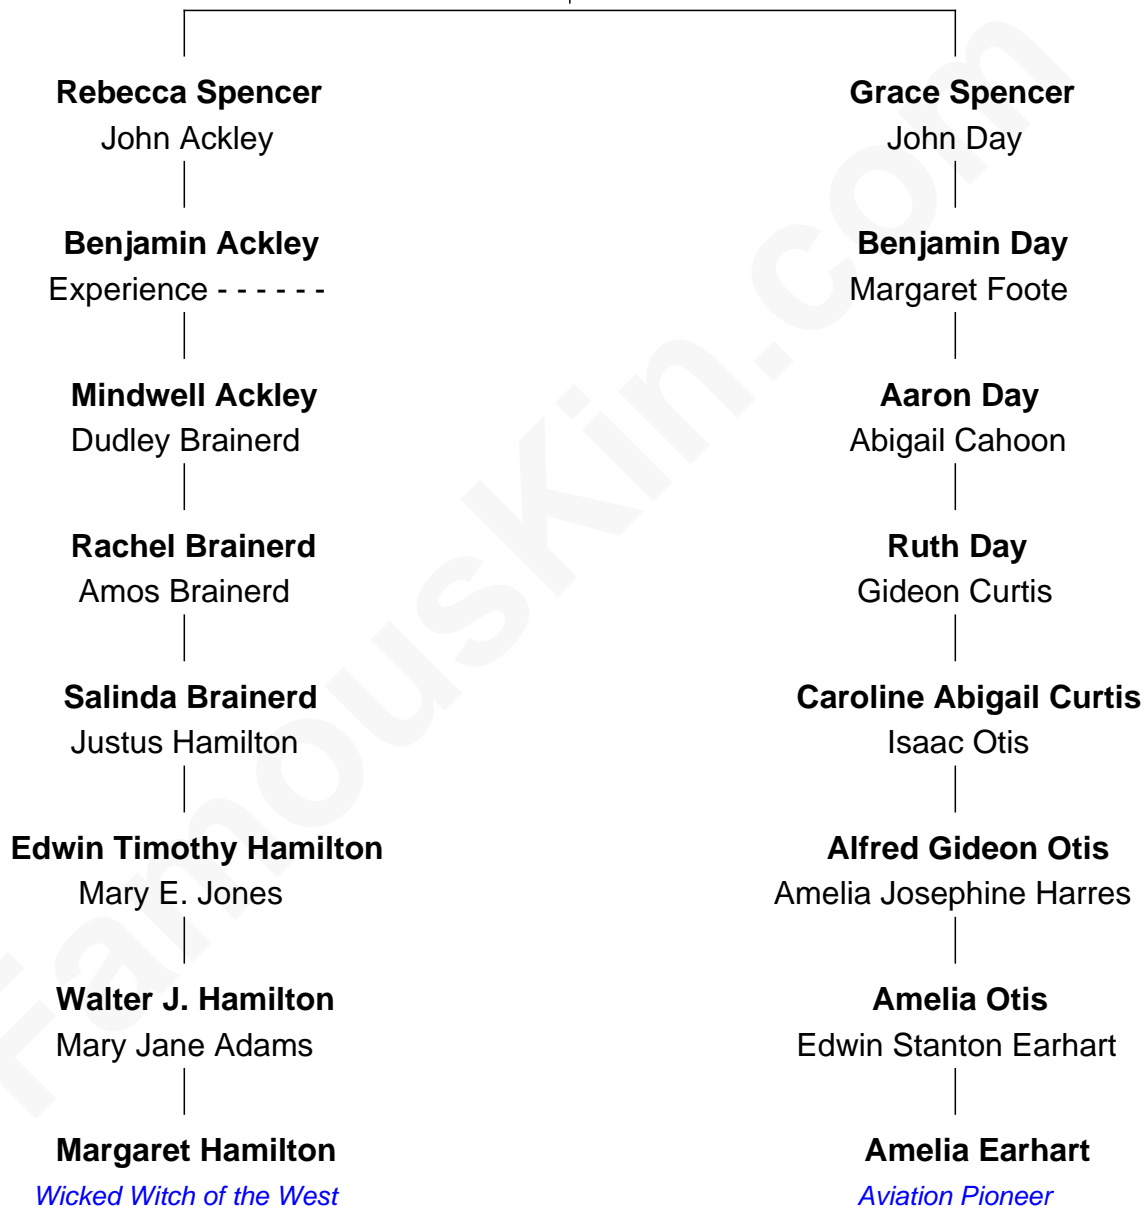 Rebecca Spencer
John Ackley
Grace Spencer
John Day
Benjamin Ackley
Experience - - - - - -
Benjamin Day
Margaret Foote
Mindwell Ackley
Dudley Brainerd
Aaron Day
Abigail Cahoon
Rachel Brainerd
Amos Brainerd
Ruth Day
Gideon Curtis
Salinda Brainerd
Justus Hamilton
Caroline Abigail Curtis
Isaac Otis
Edwin Timothy Hamilton
Mary E. Jones
Alfred Gideon Otis
Amelia Josephine Harres
Walter J. Hamilton
Mary Jane Adams
Amelia Otis
Edwin Stanton Earhart
Margaret Hamilton
Wicked Witch of the West
Amelia Earhart
Aviation Pioneer
FamousKin.com